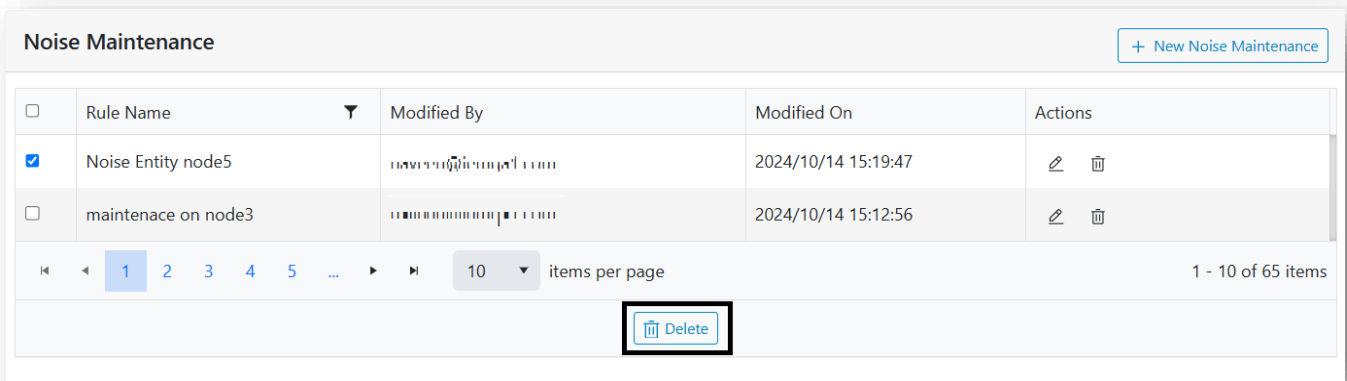 Noise Maintenance
+ New Noise Maintenance
Rule Name Modified By Modified On Actions
Noise Entity node5 2024/10/14 15:19:47
maintenace on node3 2024/10/14 15:12:56
1 2 3 4 5 ... 10 items per page 1 - 10 of 65 items
Delete